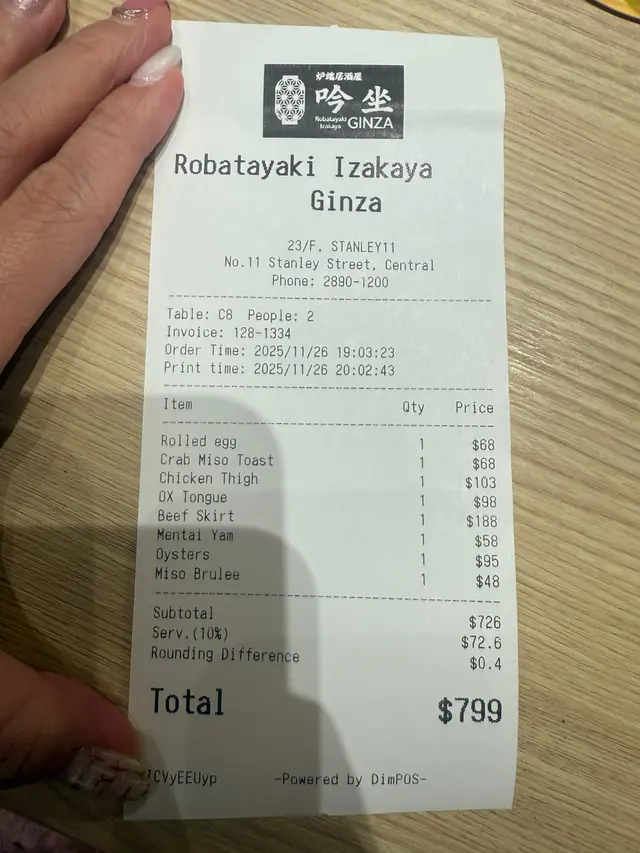 炉端居酒屋
吟坐
Robatayaki
Izakaya GINZA
Robatayaki Izakaya
Ginza
23/F, STANLEY11
No.11 Stanley Street, Central
Phone: 2890-1200
Table: C8 People: 2
Invoice: 128-1334
Order Time: 2025/11/26 19:03:23
Print time: 2025/11/26 20:02:43
Item Qty Price
Rolled egg 1 $68
Crab Miso Toast 1 $68
Chicken Thigh 1 $103
OX Tongue 1 $98
Beef Skirt 1 $188
Mentai Yam 1 $58
Oysters 1 $95
Miso Brulee 1 $48
Subtotal $726
Serv.(10%) $72.6
Rounding Difference $0.4
Total $799
-Powered by DimPOS-